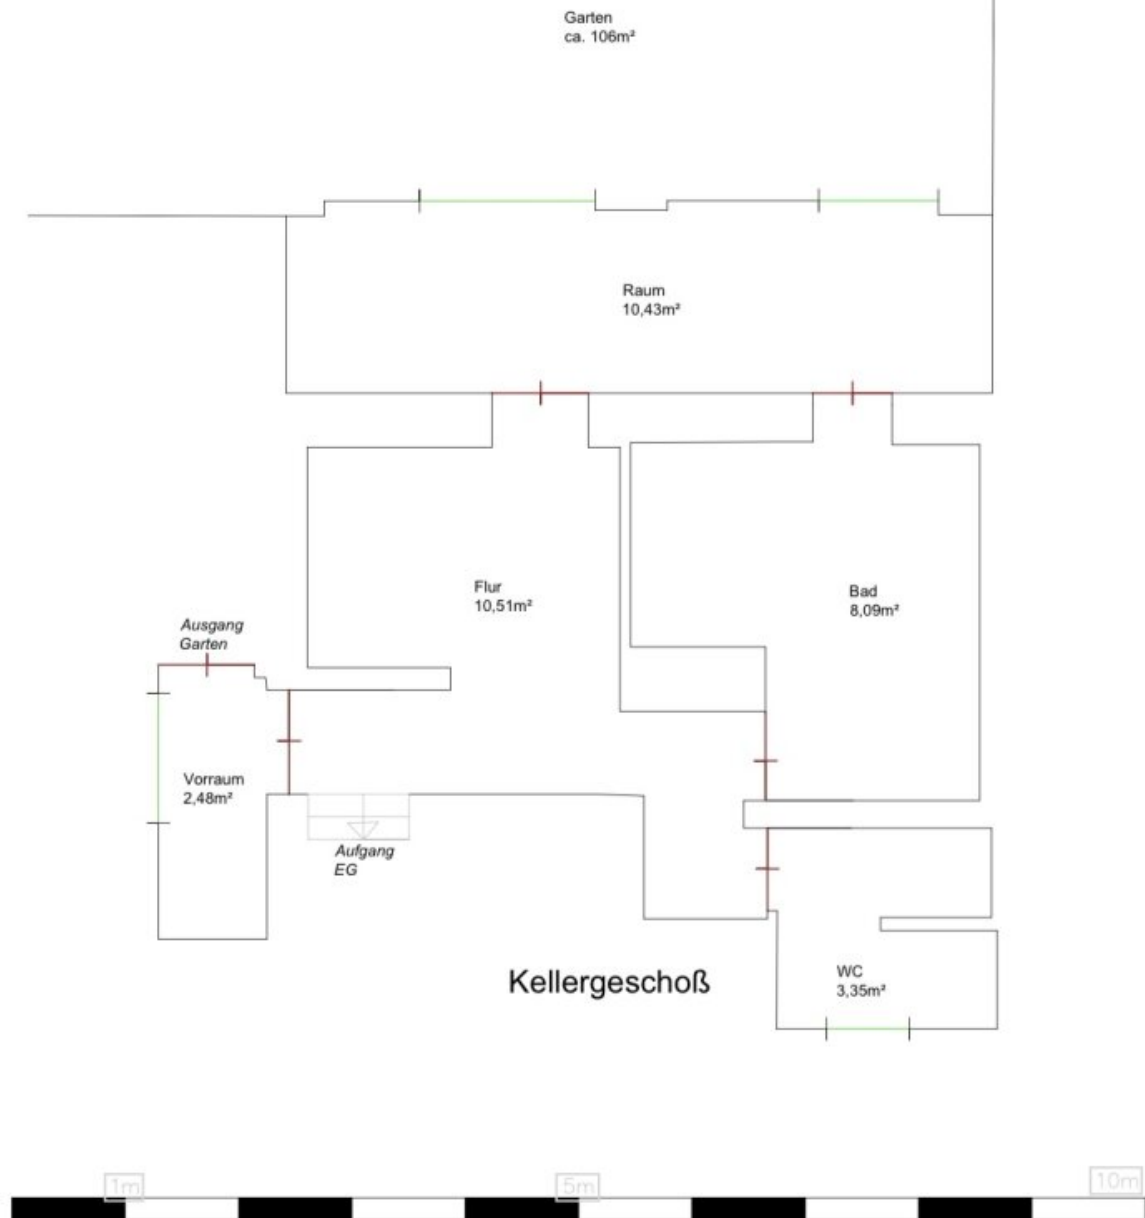 Garten
ca. 106m²
Raum
10,43m²
Flur
10,51m²
Bad
8,09m²
Ausgang
Garten
Vorraum
2,48m²
Aufgang
EG
WC
3,35m²
Kellergeschoß
1m
5m
10m